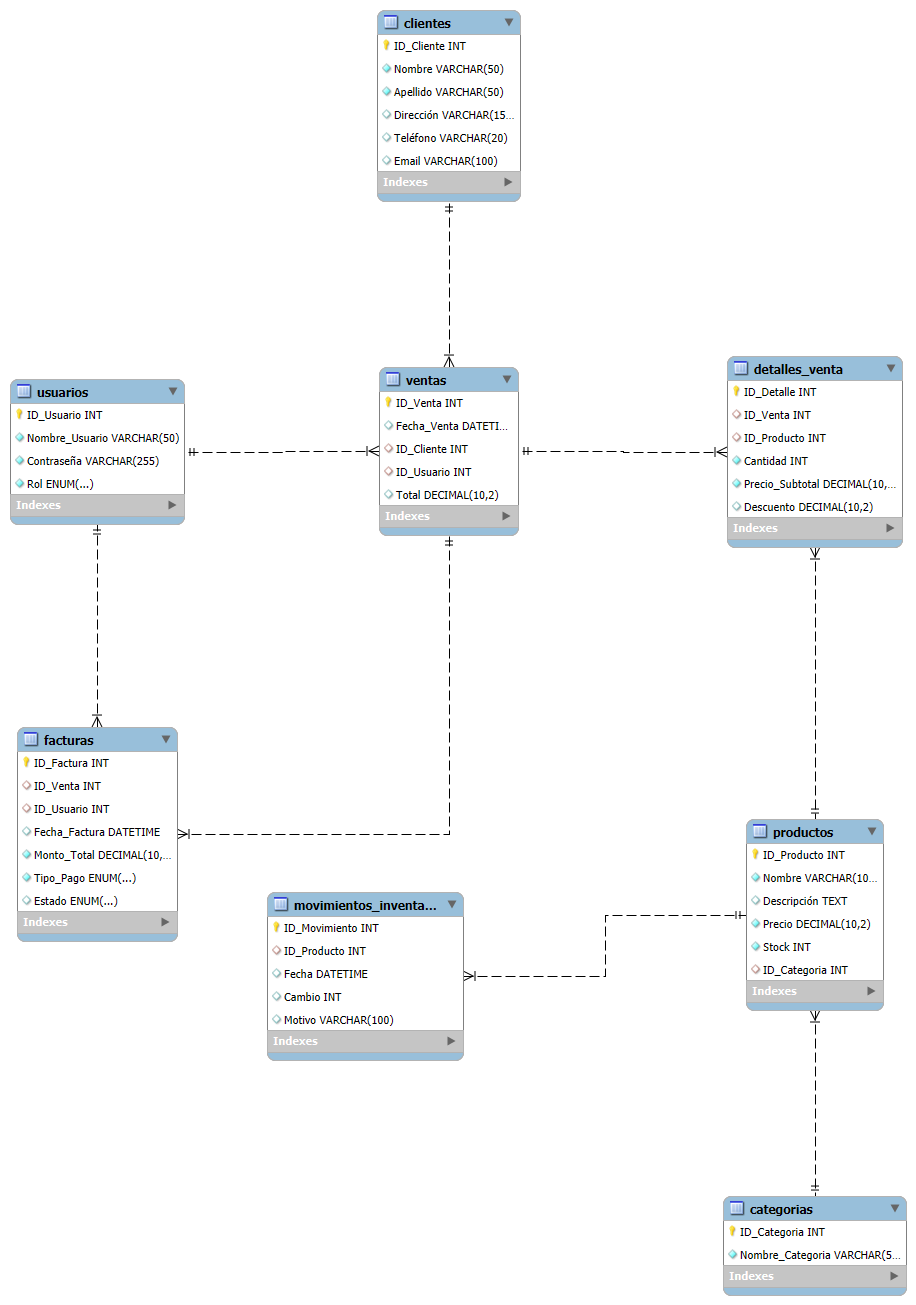 clientes
ID_Cliente INT
Nombre VARCHAR(50)
Apellido VARCHAR(50)
Dirección VARCHAR(15...
Teléfono VARCHAR(20)
Email VARCHAR(100)
Indexes
usuarios
ID_Usuario INT
Nombre_Usuario VARCHAR(50)
Contraseña VARCHAR(255)
Rol ENUM(...)
Indexes
ventas
ID_Venta INT
Fecha_Venta DATETI...
ID_Cliente INT
ID_Usuario INT
Total DECIMAL(10,2)
Indexes
detalles_venta
ID_Detalle INT
ID_Venta INT
ID_Producto INT
Cantidad INT
Precio_Subtotal DECIMAL(10,...
Descuento DECIMAL(10,2)
Indexes
facturas
ID_Factura INT
ID_Venta INT
ID_Usuario INT
Fecha_Factura DATETIME
Monto_Total DECIMAL(10,...
Tipo_Pago ENUM(...)
Estado ENUM(...)
Indexes
movimientos_inventa...
ID_Movimiento INT
ID_Producto INT
Fecha DATETIME
Cambio INT
Motivo VARCHAR(100)
Indexes
productos
ID_Producto INT
Nombre VARCHAR(10...
Descripción TEXT
Precio DECIMAL(10,2)
Stock INT
ID_Categoria INT
Indexes
categorias
ID_Categoria INT
Nombre_Categoria VARCHAR(5...
Indexes